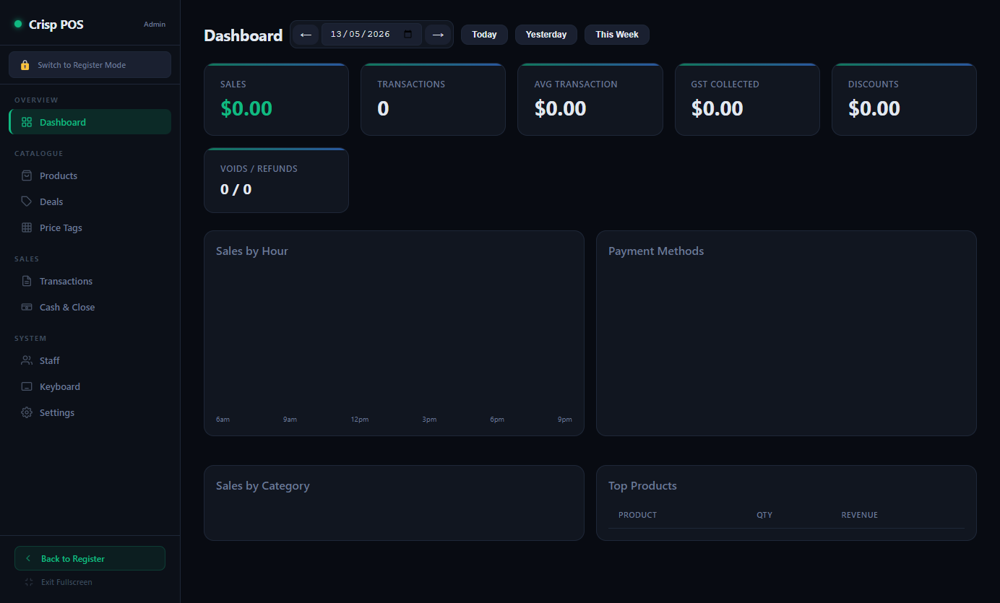 Crisp POS
Admin
Switch to Register Mode
OVERVIEW
Dashboard
CATALOGUE
Products
Deals
Price Tags
SALES
Transactions
Cash & Close
SYSTEM
Staff
Keyboard
Settings
Back to Register
Exit Fullscreen
Dashboard
← 13/05/2026 →
Today
Yesterday
This Week
SALES
$0.00
TRANSACTIONS
0
AVG TRANSACTION
$0.00
GST COLLECTED
$0.00
DISCOUNTS
$0.00
VOIDS / REFUNDS
0 / 0
Sales by Hour
6am 9am 12pm 3pm 6pm 9pm
Payment Methods
Sales by Category
Top Products
PRODUCT QTY REVENUE